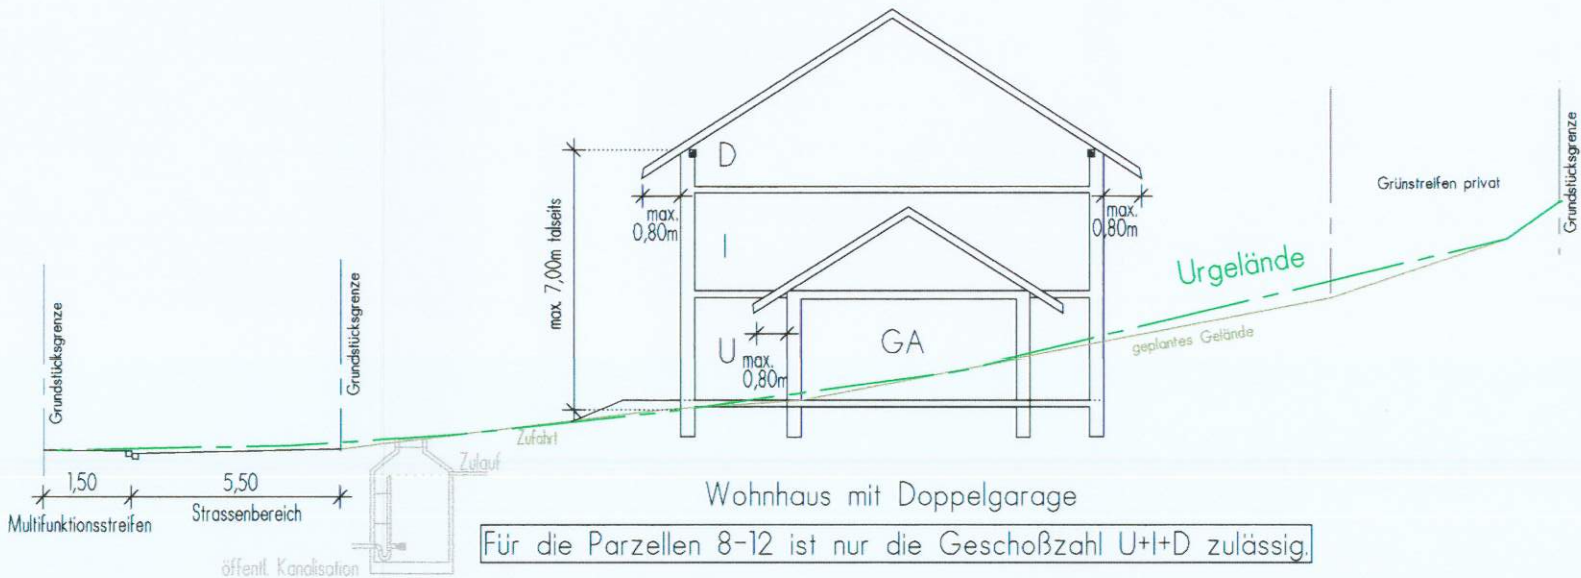 D
Grünstreifen privat
Grundstücksgrenze
max.
0,80m
max.
0,80m
max. 7,00m talseits
I
Urgelände
Grundstücksgrenze
Grundstücksgrenze
U
GA
max.
0,80m
geplantes Gelände
Zufahrt
Zulauf
1,50
5,50
Multifunktionsstreifen
Strassenbereich
öffentl. Kanalisation
Wohnhaus mit Doppelgarage
Für die Parzellen 8-12 ist nur die Geschoßzahl U+I+D zulässig.